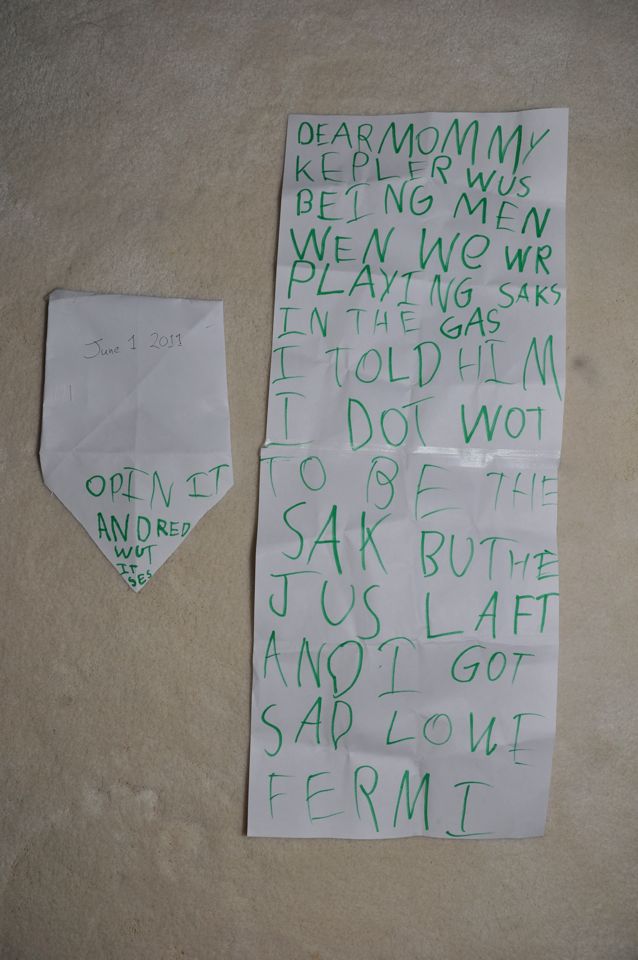 June 1 2011
OPIN IT
AND RED
WUT
IT
SES
DEAR MOMMY
KEPLER WUS
BEING MEN
WEN We WR
PLAYING SAKS
IN THE GAS
I TOLD HIM
I DOT WOT
TO BE THE
SAK BUT HE
JUS LAFT
AND I GOT
SAD LOVE
FERMI